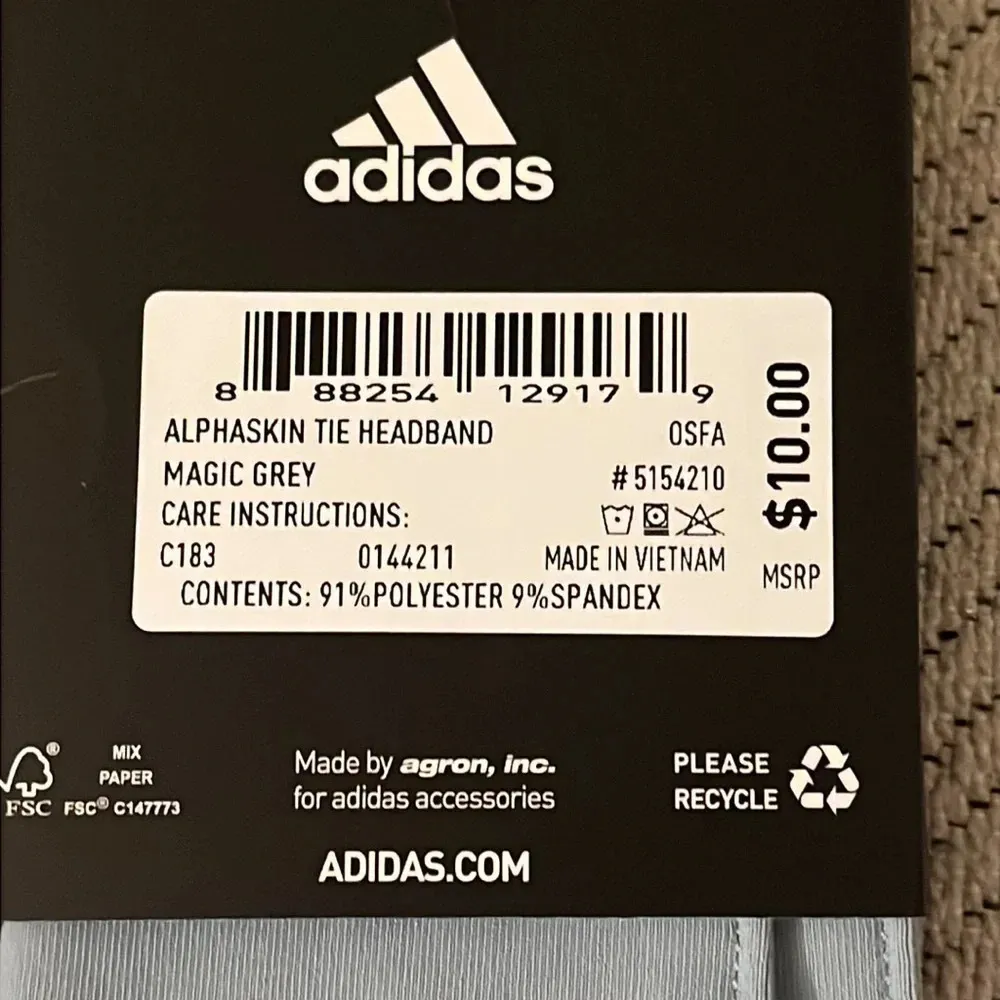 adidas
8 88254 12917 9
ALPHASKIN TIE HEADBAND OSFA
MAGIC GREY #5154210
CARE INSTRUCTIONS:
C183 0144211 MADE IN VIETNAM
CONTENTS: 91%POLYESTER 9%SPANDEX
$10.00
MSRP
FSC®
MIX
PAPER
FSC® C147773
Made by agron, inc.
for adidas accessories
PLEASE
RECYCLE
ADIDAS.COM